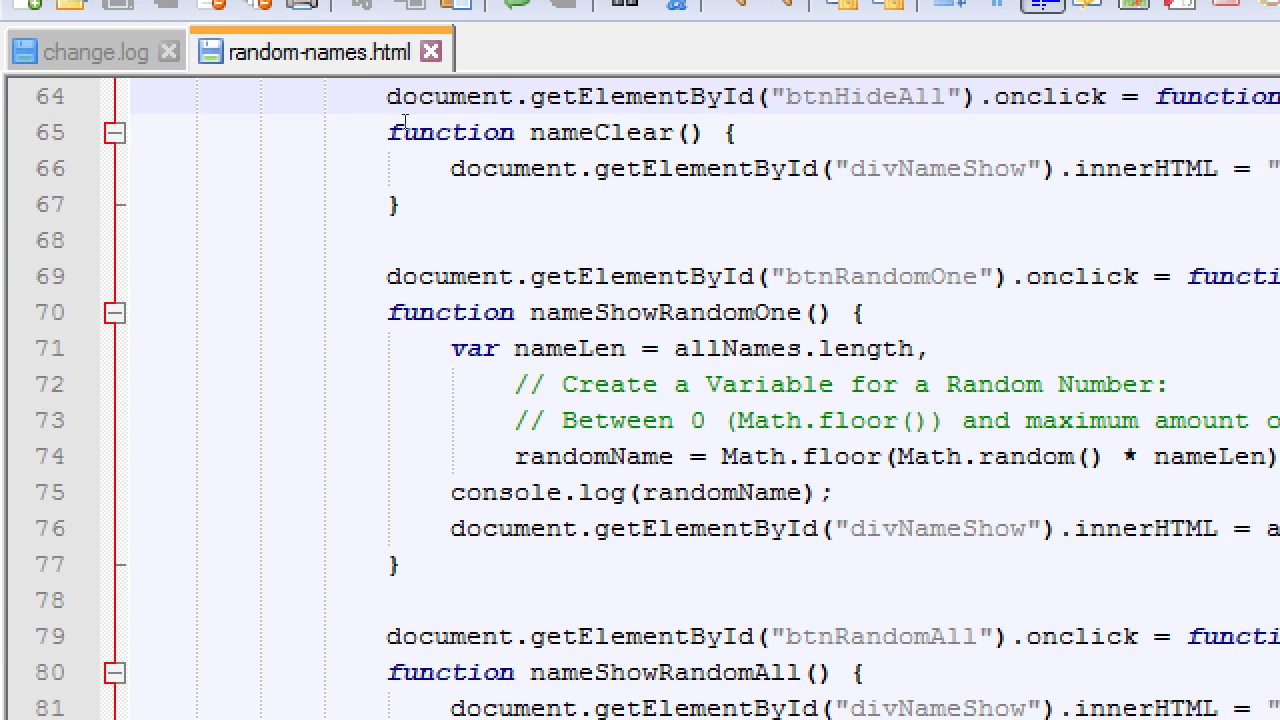 change.log random-names.html
64 document.getElementById("btnHideAll").onclick = function
65 function nameClear() {
66 document.getElementById("divNameShow").innerHTML = "
67 }
68
69 document.getElementById("btnRandomOne").onclick = functi
70 function nameShowRandomOne() {
71 var nameLen = allNames.length,
72 // Create a Variable for a Random Number:
73 // Between 0 (Math.floor()) and maximum amount o
74 randomName = Math.floor(Math.random() * nameLen)
75 console.log(randomName);
76 document.getElementById("divNameShow").innerHTML = a
77 }
78
79 document.getElementById("btnRandomAll").onclick = functi
80 function nameShowRandomAll() {
81 document.getElementById("divNameShow").innerHTML = "